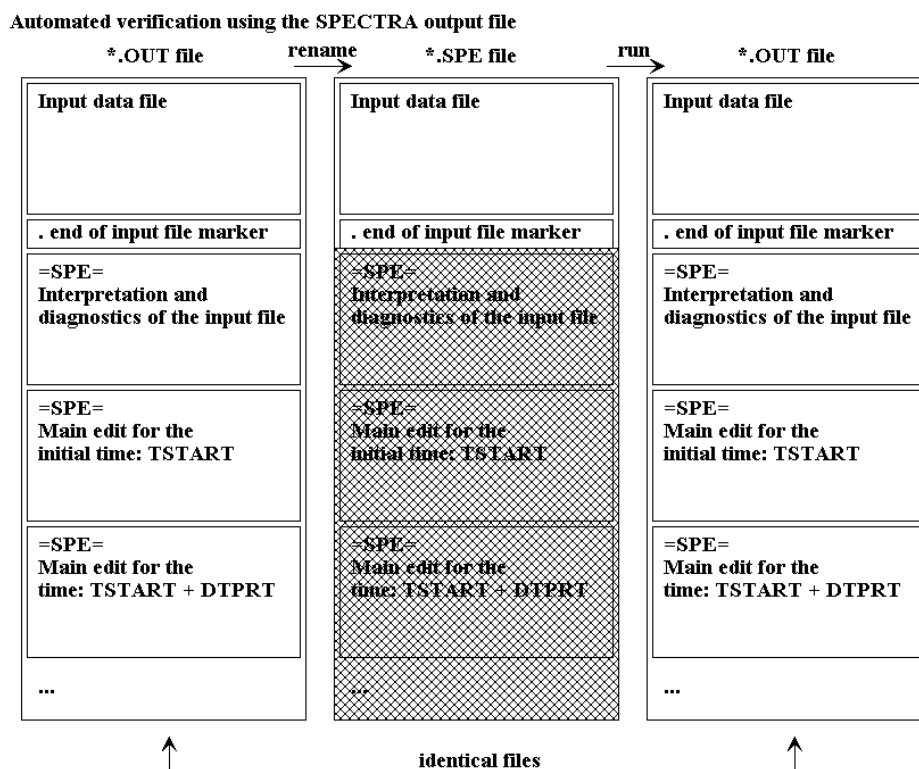 Automated verification using the SPECTRA output file
*.OUT file
rename
*.SPE file
run
*.OUT file
Input data file
. end of input file marker
=SPE=
Interpretation and
diagnostics of the input file
=SPE=
Main edit for the
initial time: TSTART
=SPE=
Main edit for the
time: TSTART + DTPRT
...
Input data file
. end of input file marker
=SPE=
Interpretation and
diagnostics of the input file
=SPE=
Main edit for the
initial time: TSTART
=SPE=
Main edit for the
time: TSTART + DTPRT
...
Input data file
. end of input file marker
=SPE=
Interpretation and
diagnostics of the input file
=SPE=
Main edit for the
initial time: TSTART
=SPE=
Main edit for the
time: TSTART + DTPRT
...
identical files